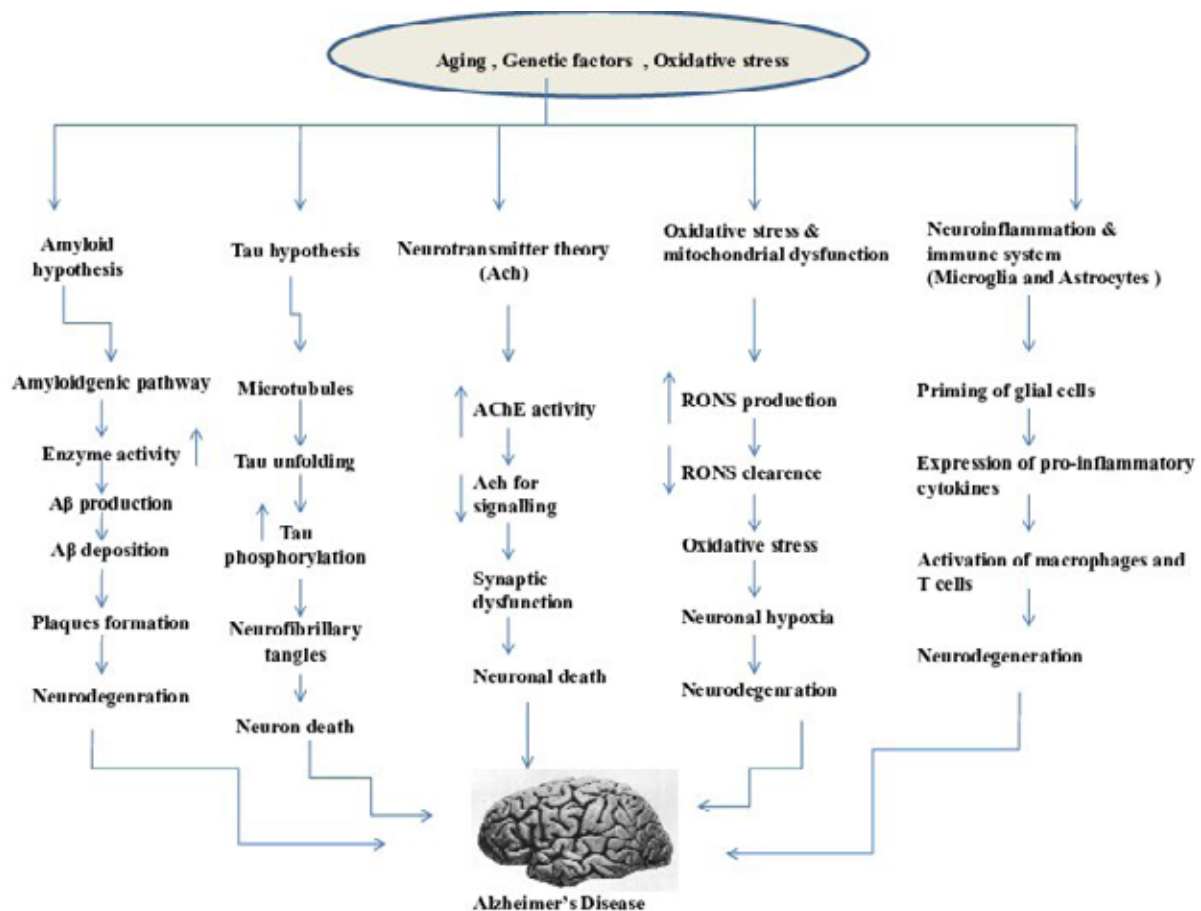 Aging , Genetic factors , Oxidative stress
Amyloid
hypothesis
Amyloidgenic pathway
Enzyme activity
Aβ production
Aβ deposition
Plaques formation
Neurodegenration
Tau hypothesis
Microtubules
Tau unfolding
Tau
phosphorylation
Neurofibrillary
tangles
Neuron death
Neurotransmitter theory
(Ach)
AChE activity
Ach for
signalling
Synaptic
dysfunction
Neuronal death
Oxidative stress &
mitochondrial dysfunction
RONS production
RONS clearence
Oxidative stress
Neuronal hypoxia
Neurodegenration
Neuroinflammation &
immune system
(Microglia and Astrocytes )
Priming of glial cells
Expression of pro-inflammatory
cytokines
Activation of macrophages and
T cells
Neurodegeneration
Alzheimer's Disease